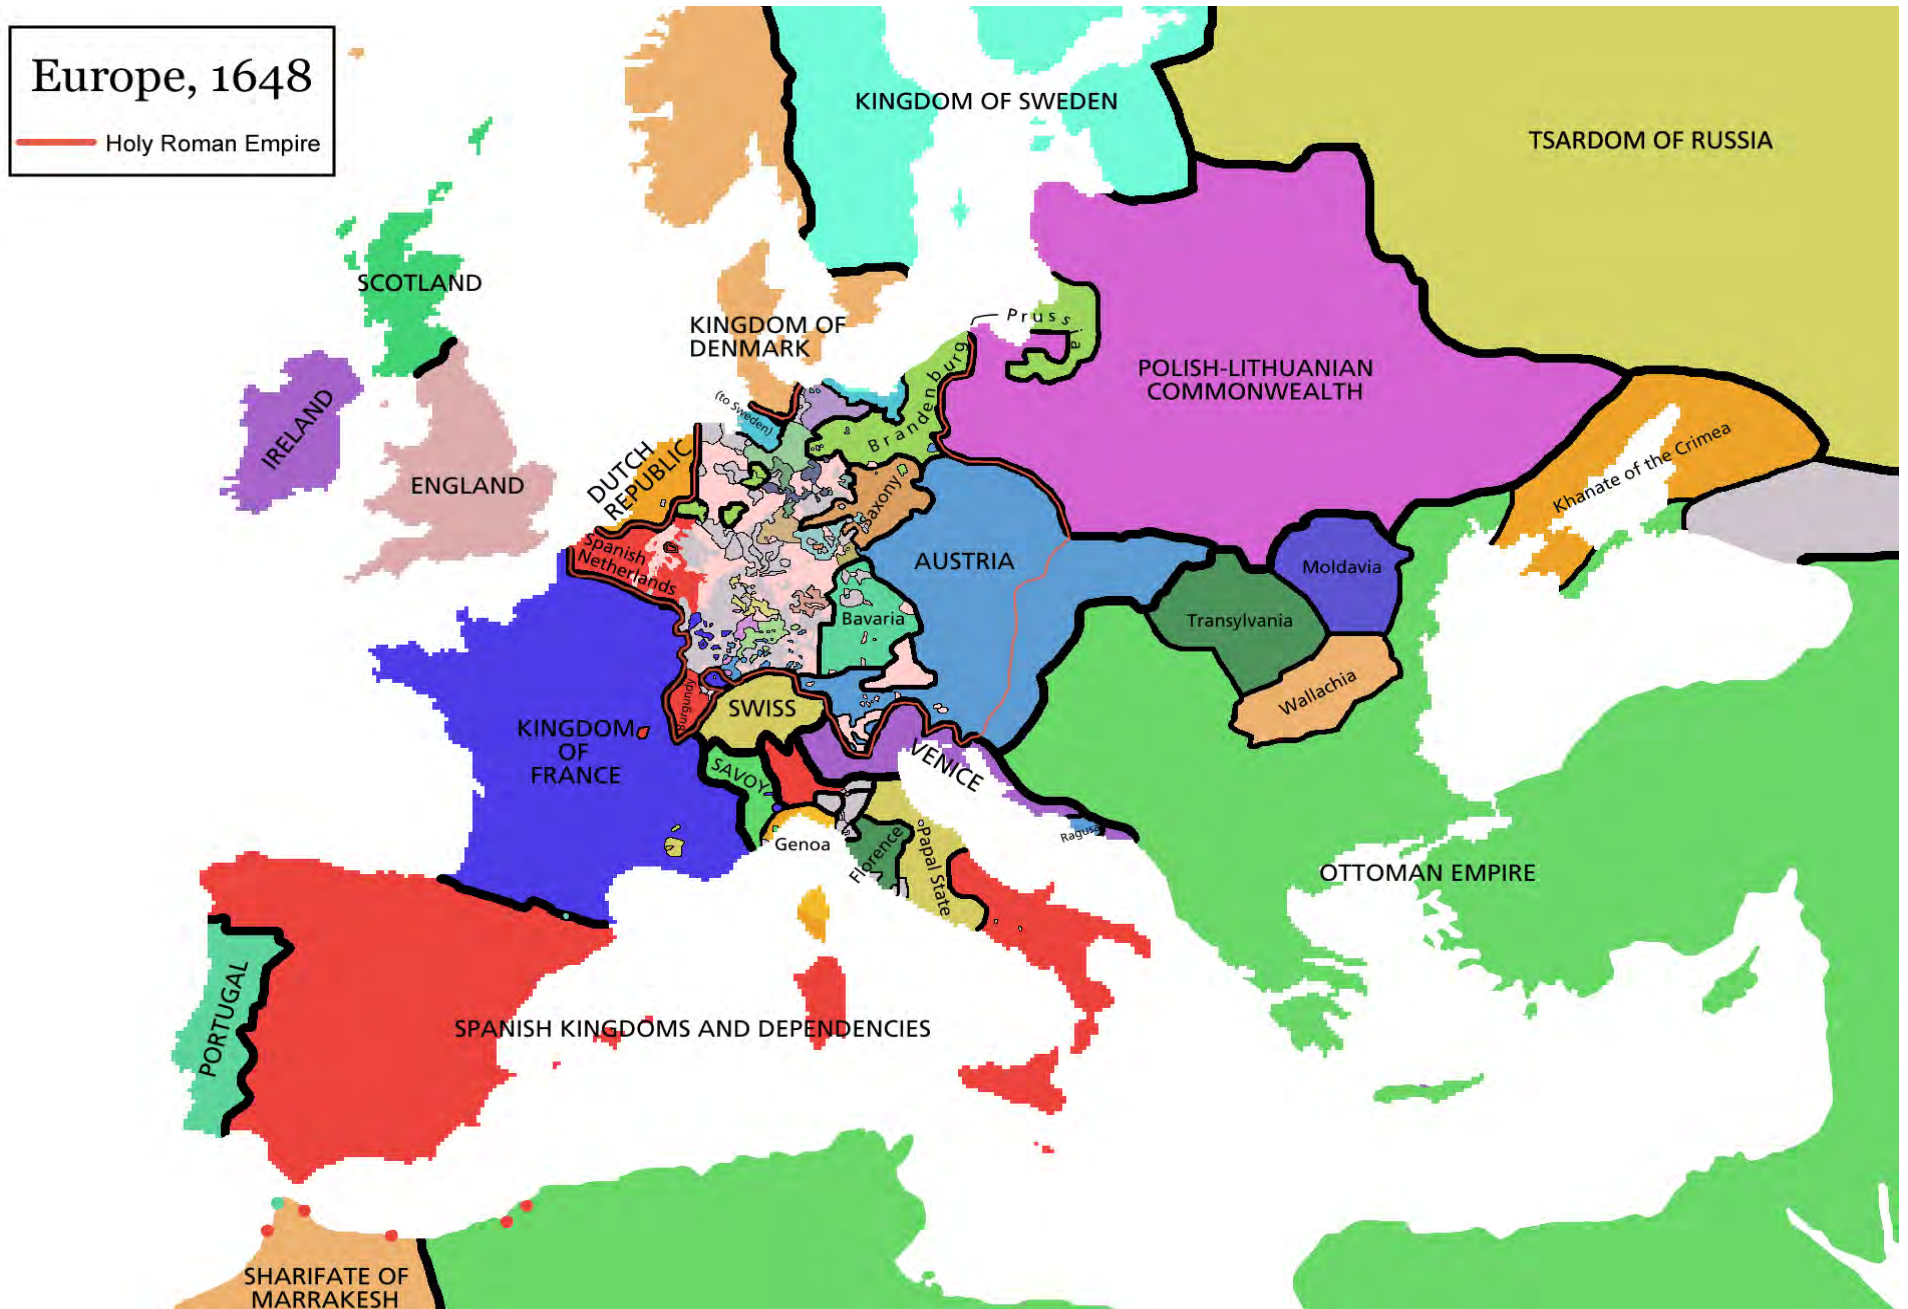 Europe, 1648
Holy Roman Empire
KINGDOM OF SWEDEN
TSARDOM OF RUSSIA
SCOTLAND
KINGDOM OF
DENMARK
Prussia
POLISH-LITHUANIAN
COMMONWEALTH
IRELAND
ENGLAND
(to Sweden)
Brandenburg
DUTCH
REPUBLIC
Saxony
Khanate of the Crimea
Spanish
Netherlands
AUSTRIA
Moldavia
Bavaria
Transylvania
Wallachia
Burgundy
SWISS
KINGDOM
OF
FRANCE
SAVOY
VENICE
Genoa
Florence
Papal State
Ragusa
OTTOMAN EMPIRE
PORTUGAL
SPANISH KINGDOMS AND DEPENDENCIES
SHARIFATE OF
MARRAKESH